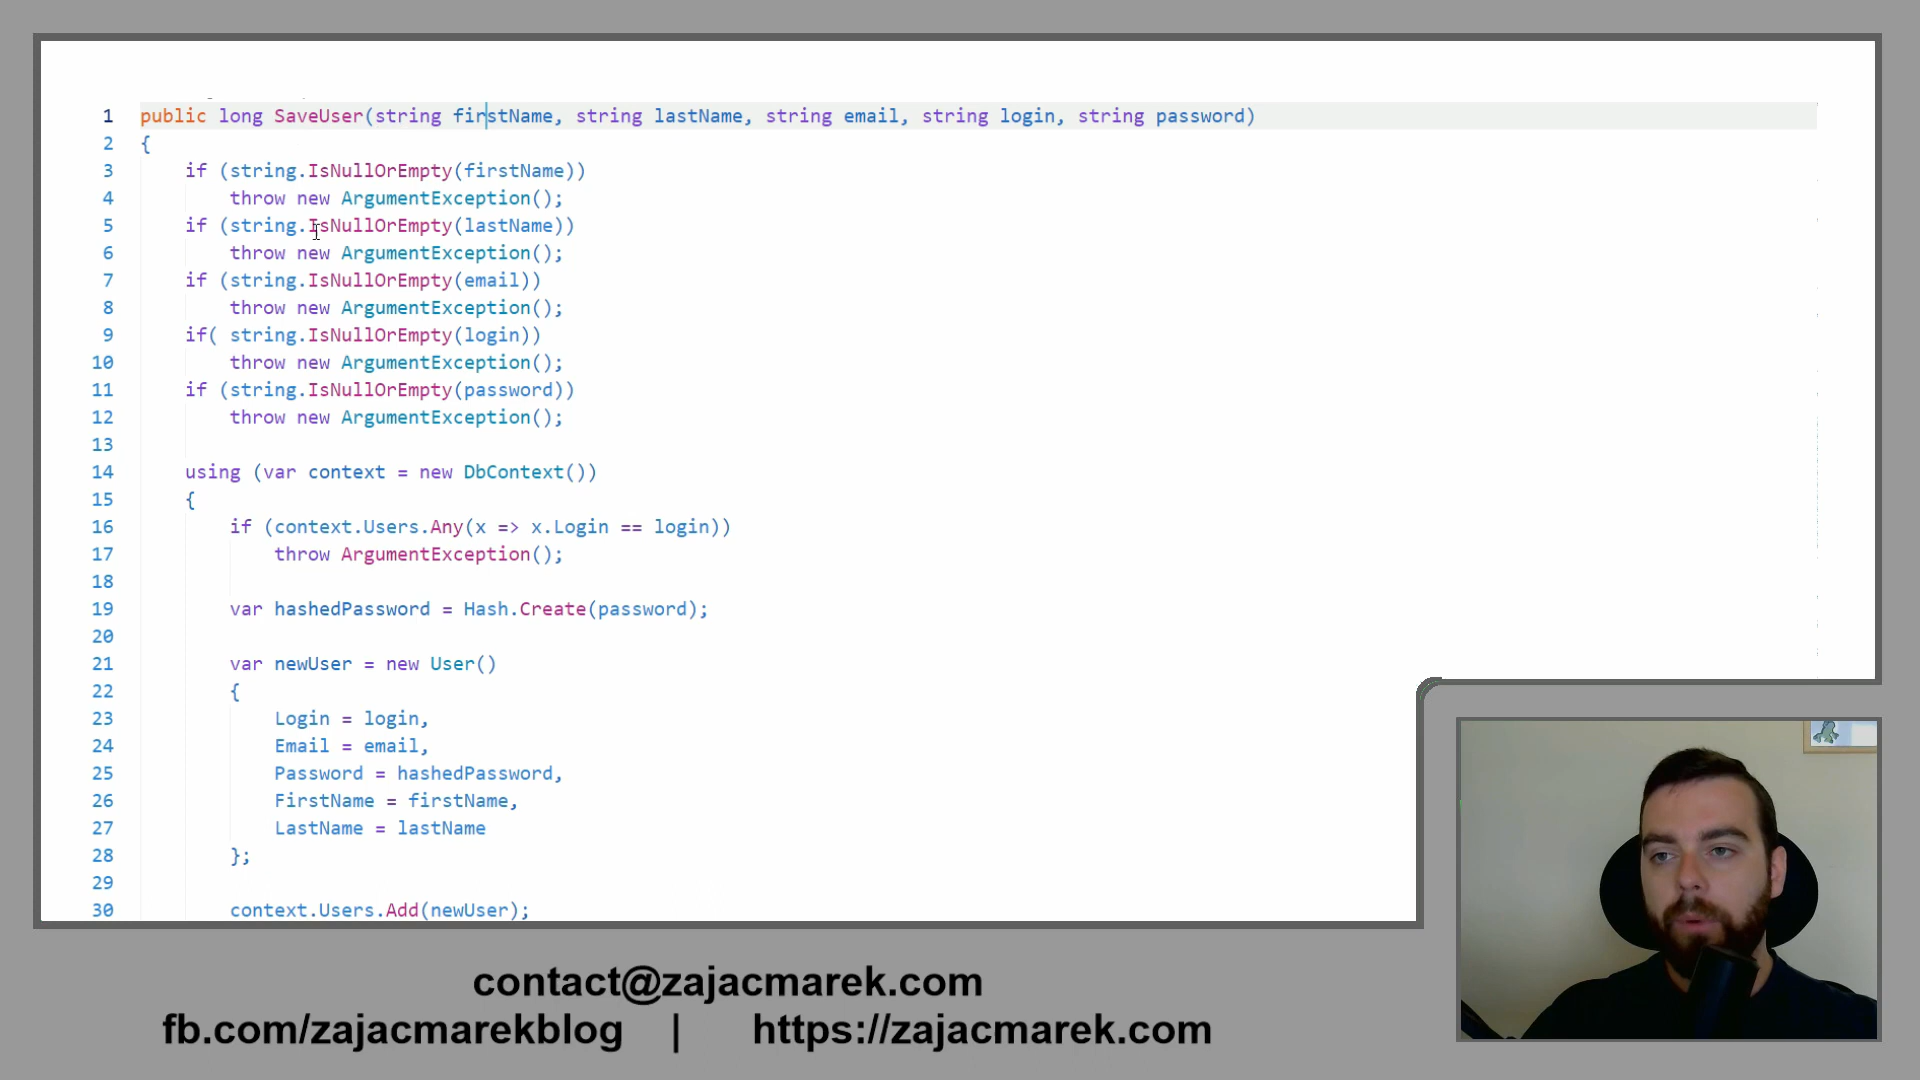 1 public long SaveUser(string firstName, string lastName, string email, string login, string password)
2 {
3 if (string.IsNullOrEmpty(firstName))
4 throw new ArgumentException();
5 if (string.IsNullOrEmpty(lastName))
6 throw new ArgumentException();
7 if (string.IsNullOrEmpty(email))
8 throw new ArgumentException();
9 if( string.IsNullOrEmpty(login))
10 throw new ArgumentException();
11 if (string.IsNullOrEmpty(password))
12 throw new ArgumentException();
13
14 using (var context = new DbContext())
15 {
16 if (context.Users.Any(x => x.Login == login))
17 throw ArgumentException();
18
19 var hashedPassword = Hash.Create(password);
20
21 var newUser = new User()
22 {
23 Login = login,
24 Email = email,
25 Password = hashedPassword,
26 FirstName = firstName,
27 LastName = lastName
28 };
29
30 context.Users.Add(newUser);
contact@zajacmarek.com
fb.com/zajacmarekblog | https://zajacmarek.com